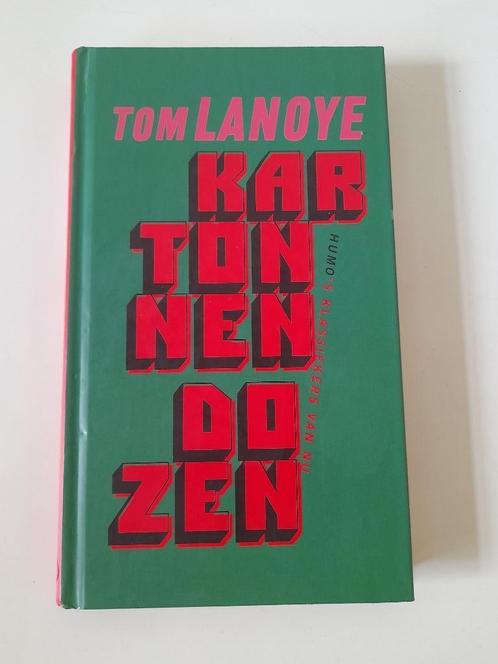 TOM LANOYE
KAR
TON
NEN
DO
ZEN
HUMO'S KLASSIEKERS VAN NU